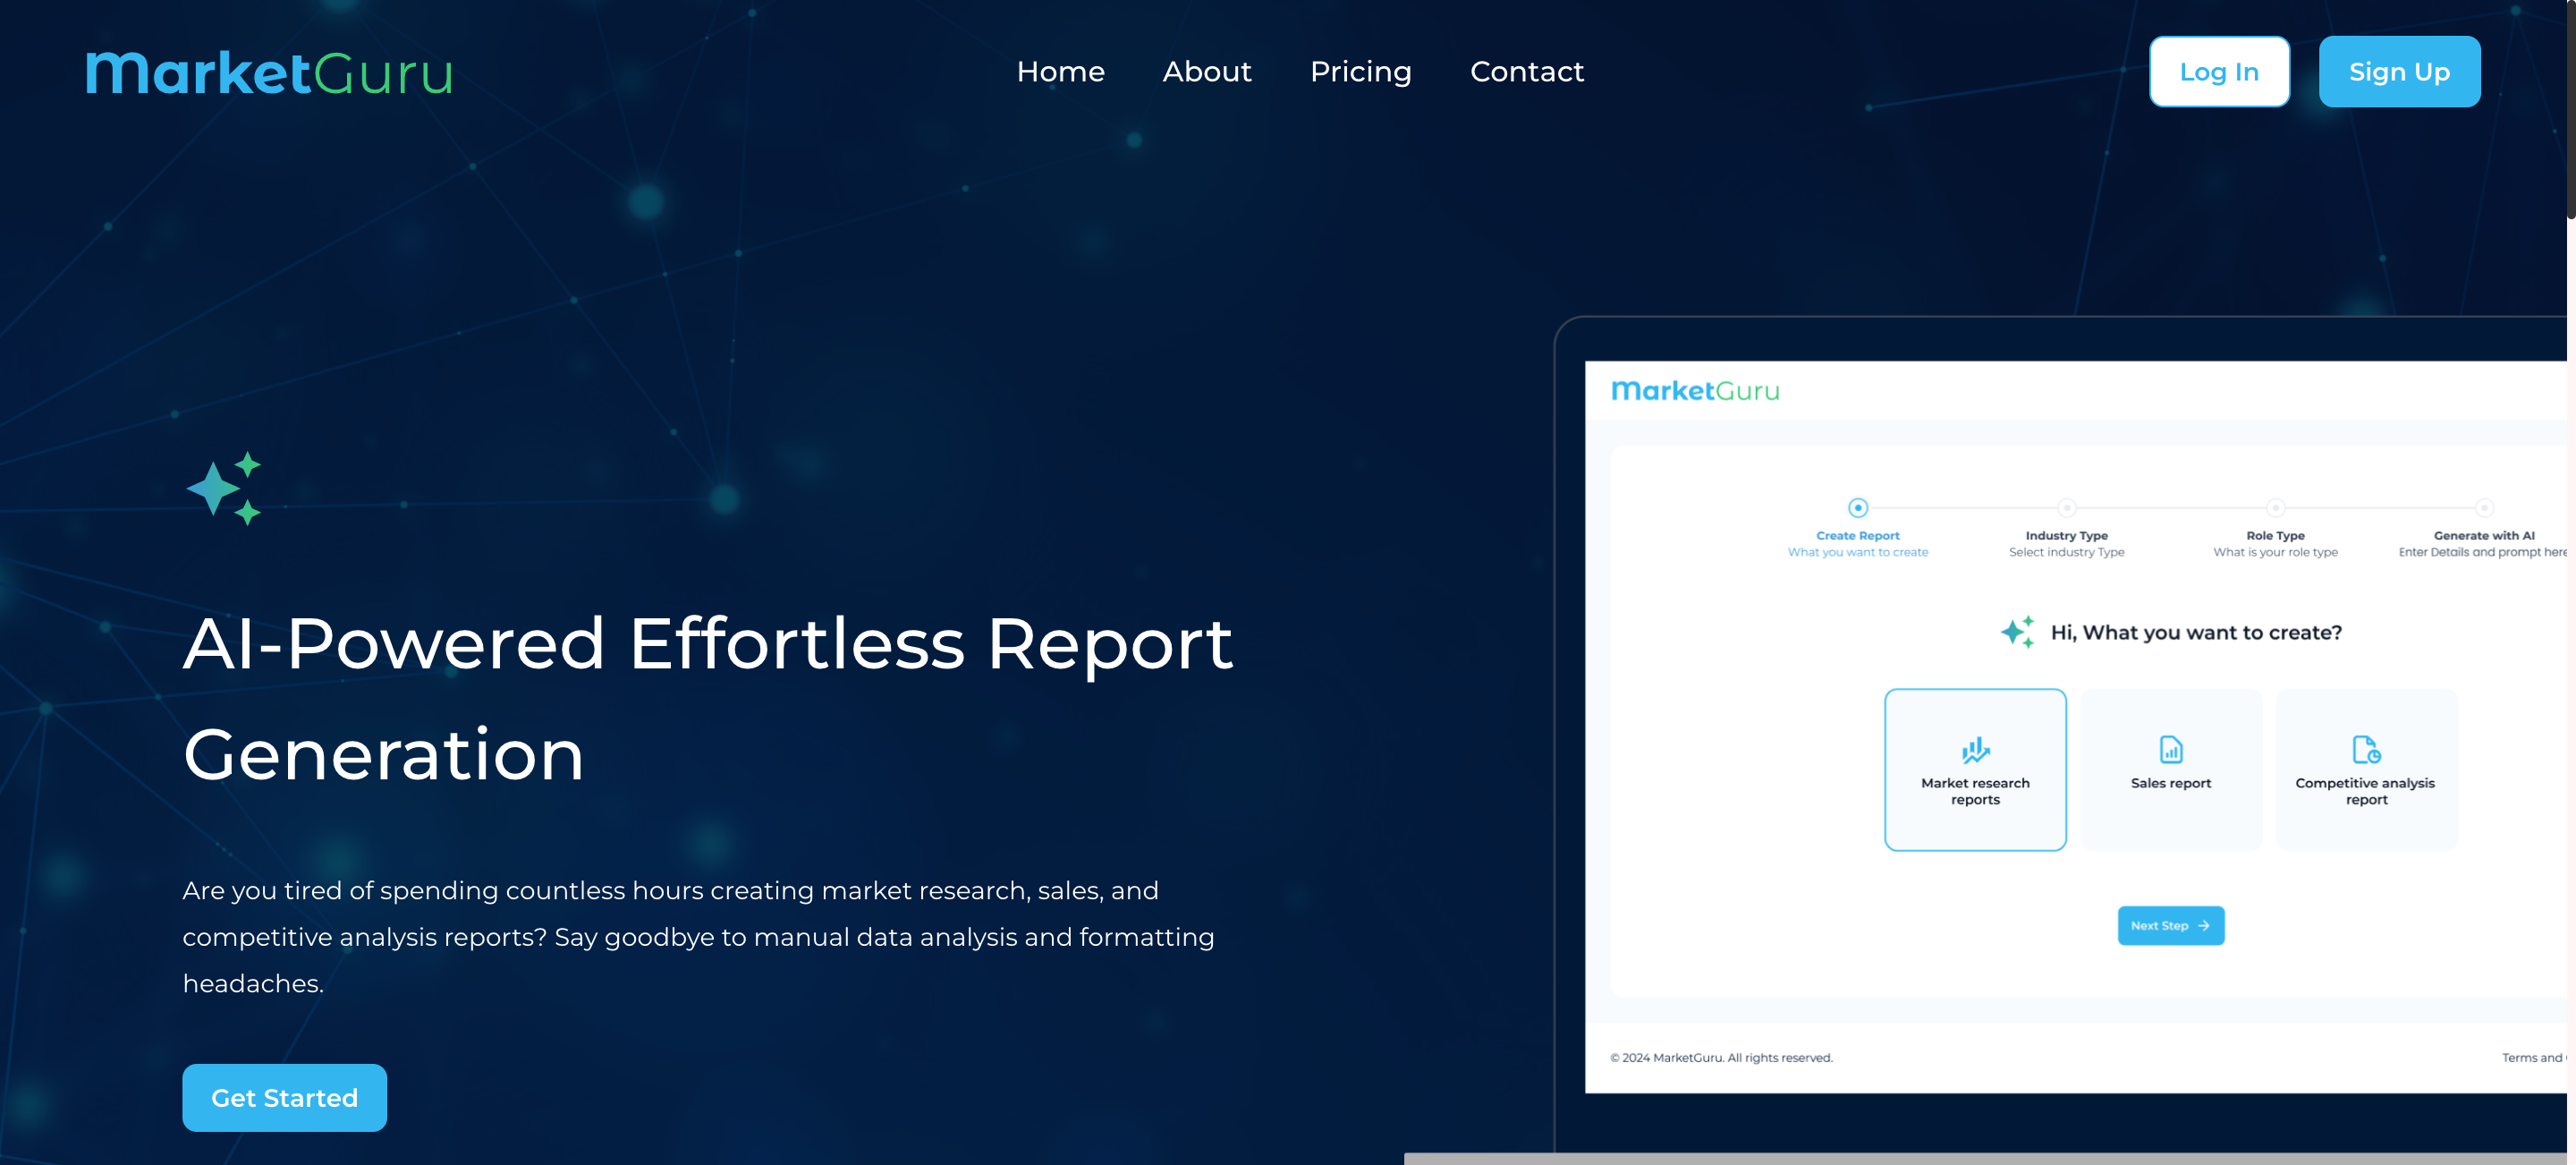 MarketGuru
Home
About
Pricing
Contact
Log In
Sign Up
AI-Powered Effortless Report
Generation
Are you tired of spending countless hours creating market research, sales, and
competitive analysis reports? Say goodbye to manual data analysis and formatting
headaches.
Get Started
MarketGuru
Create Report
What you want to create
Industry Type
Select industry Type
Role Type
What is your role type
Generate with AI
Enter Details and prompt here
Hi, What you want to create?
Market research
reports
Sales report
Competitive analysis
report
Next Step
© 2024 MarketGuru. All rights reserved.
Terms and